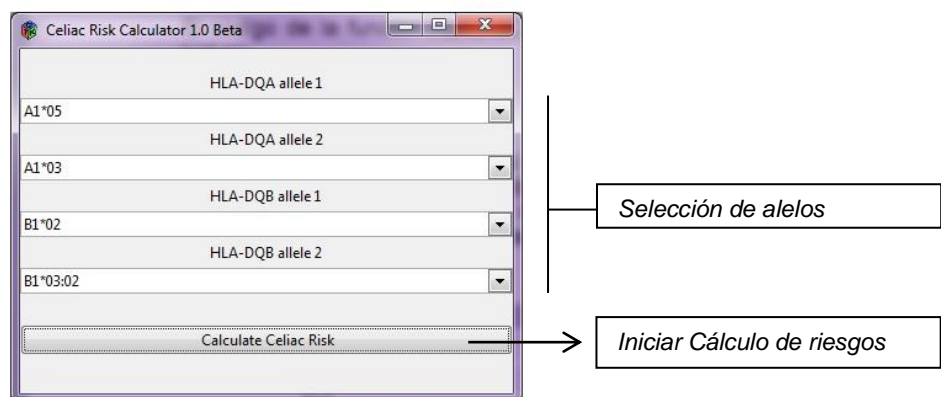 Celiac Risk Calculator 1.0 Beta
HLA-DQA allele 1
A1*05
HLA-DQA allele 2
A1*03
HLA-DQB allele 1
B1*02
HLA-DQB allele 2
B1*03:02
Calculate Celiac Risk
Selección de alelos
Iniciar Cálculo de riesgos